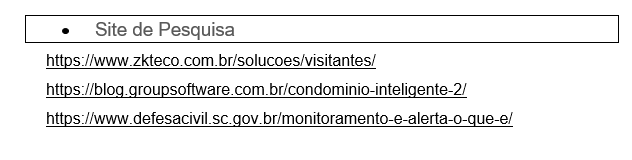 • Site de Pesquisa
https://www.zkteco.com.br/solucoes/visitantes/
https://blog.groupsoftware.com.br/condominio-inteligente-2/
https://www.defesacivil.sc.gov.br/monitoramento-e-alerta-o-que-e/